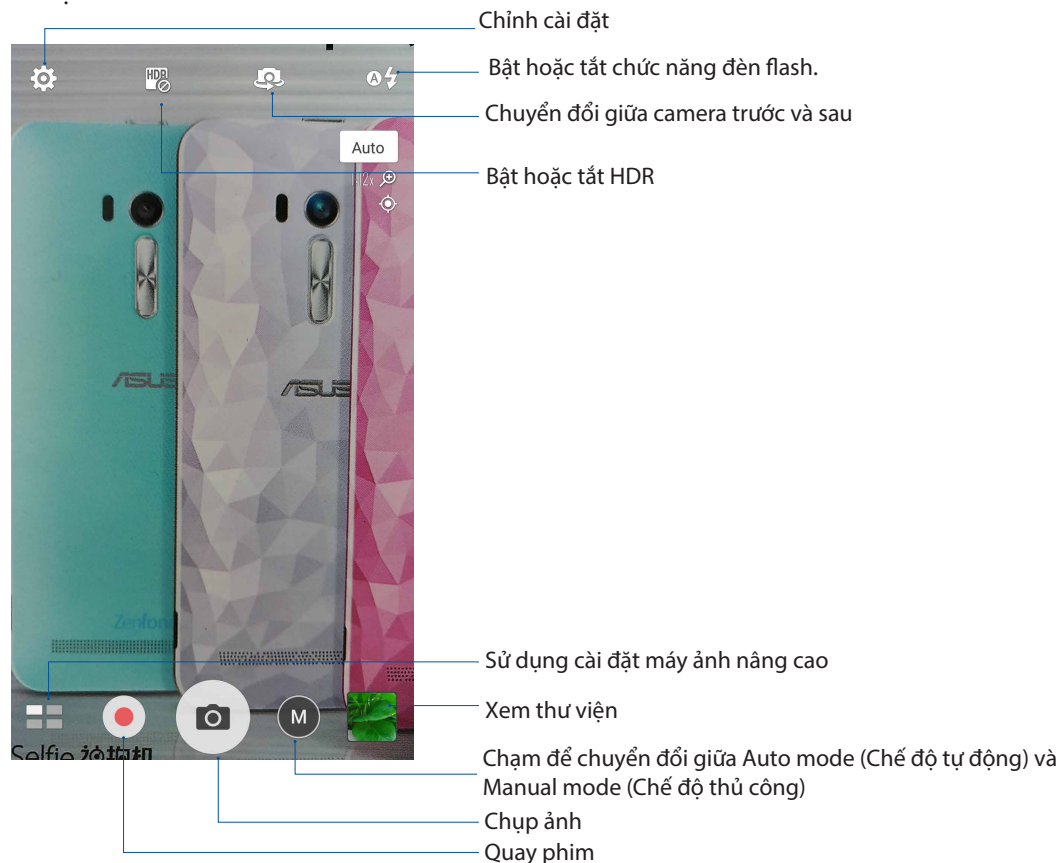 Chỉnh cài đặt
Bật hoặc tắt chức năng đèn flash.
Chuyển đổi giữa camera trước và sau
HDR
A
Auto
Bật hoặc tắt HDR
ASUS
ASUS
Zenfon
Sử dụng cài đặt máy ảnh nâng cao
Xem thư viện
M
Selfie
Chạm để chuyển đổi giữa Auto mode (Chế độ tự động) và
Manual mode (Chế độ thủ công)
Chụp ảnh
Quay phim